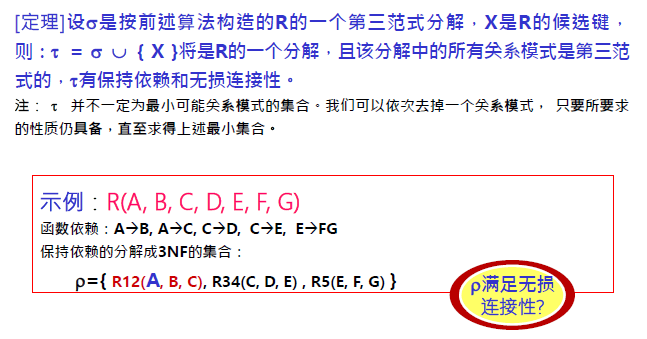 [定理]设σ是按前述算法构造的R的一个第三范式分解，X是R的候选键，
则：τ = σ ∪ { X }将是R的一个分解，且该分解中的所有关系模式是第三范
式的，τ有保持依赖和无损连接性。
注： τ 并不一定为最小可能关系模式的集合。我们可以依次去掉一个关系模式， 只要所要求
的性质仍具备，直至求得上述最小集合。
示例：R(A, B, C, D, E, F, G)
函数依赖：A→B, A→C, C→D, C→E, E→FG
保持依赖的分解成3NF的集合：
ρ={ R12(A, B, C), R34(C, D, E) , R5(E, F, G) }
ρ满足无损
连接性?